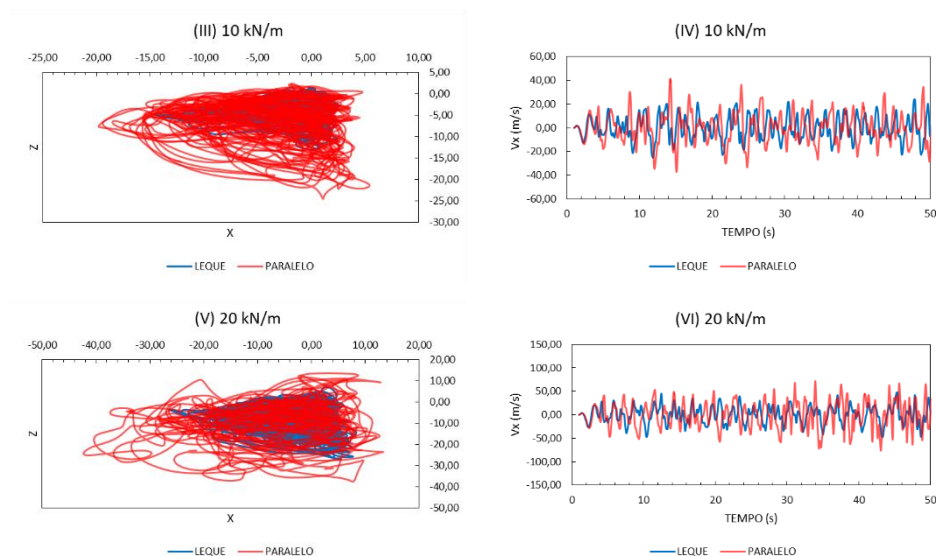 (III) 10 kN/m
-25,00 -20,00 -15,00 -10,00 -5,00 0,00 5,00 10,00
5,00
0,00
-5,00
-10,00
-15,00
-20,00
-25,00
-30,00
Z
X
LEQUE PARALELO
(IV) 10 kN/m
60,00
40,00
20,00
0,00
-20,00
-40,00
-60,00
Vx (m/s)
0 10 20 30 40 50
TEMPO (s)
LEQUE PARALELO
(V) 20 kN/m
-50,00 -40,00 -30,00 -20,00 -10,00 0,00 10,00 20,00
20,00
10,00
0,00
-10,00
-20,00
-30,00
-40,00
-50,00
Z
X
LEQUE PARALELO
(VI) 20 kN/m
150,00
100,00
50,00
0,00
-50,00
-100,00
-150,00
Vx (m/s)
0 10 20 30 40 50
TEMPO (s)
LEQUE PARALELO